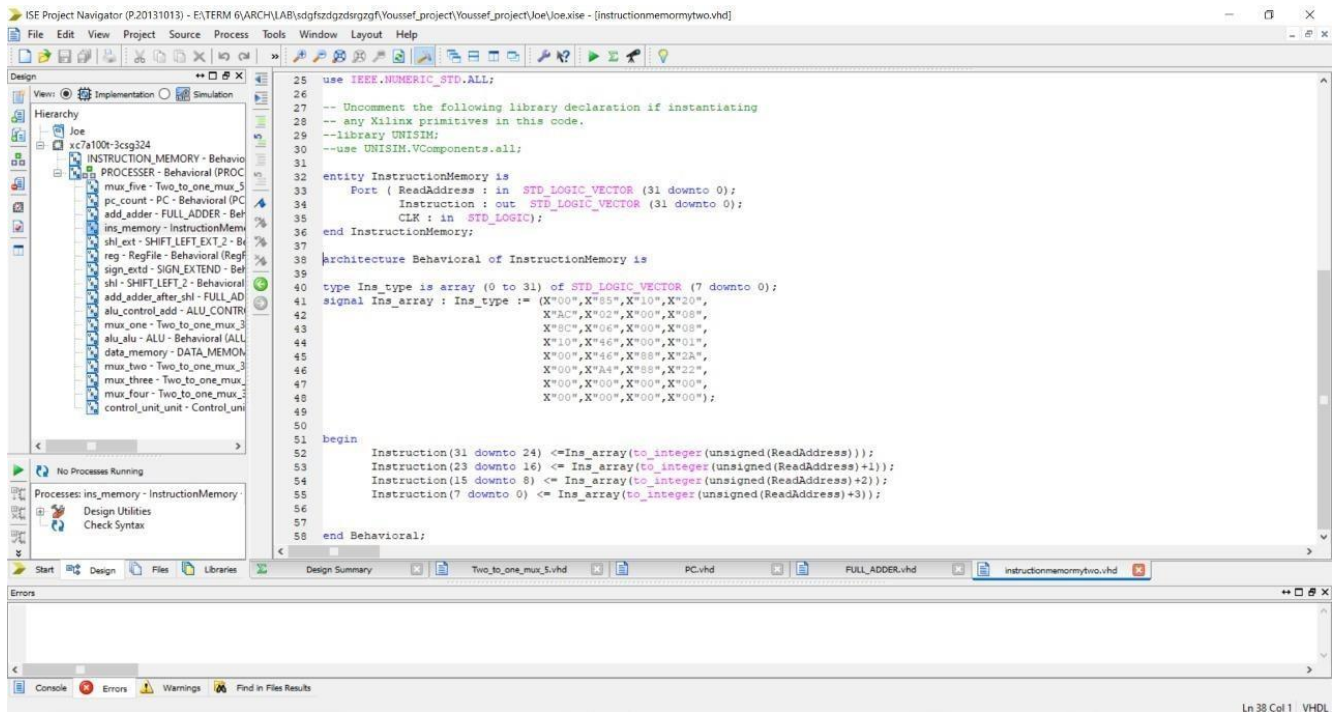 ISE Project Navigator (P.20131013) - E:\TERM 6\ARCH\LAB\sdgfszdgzdsrgzgf\Youssef_project\Youssef_project\Joe\Joe.xise - [instructionmemormytwo.vhd]
File Edit View Project Source Process Tools Window Layout Help
Design
View: Implementation Simulation
Hierarchy
Joe
xc7a100t-3csg324
INSTRUCTION_MEMORY - Behavio
PROCESSER - Behavioral (PROC
mux_five - Two_to_one_mux_5
pc_count - PC - Behavioral (PC
add_adder - FULL_ADDER - Beh
ins_memory - InstructionMem
shl_ext - SHIFT_LEFT_EXT_2 - Be
reg - RegFile - Behavioral (RegF
sign_extd - SIGN_EXTEND - Beh
shl - SHIFT_LEFT_2 - Behavioral
add_adder_after_shl - FULL_AD
alu_control_add - ALU_CONTR
mux_one - Two_to_one_mux_3
alu_alu - ALU - Behavioral (ALU
data_memory - DATA_MEMOR
mux_two - Two_to_one_mux_3
mux_three - Two_to_one_mux_
mux_four - Two_to_one_mux_3
control_unit_unit - Control_uni
No Processes Running
Processes: ins_memory - InstructionMemory -
Design Utilities
Check Syntax
Start Design Files Libraries
25 use IEEE.NUMERIC_STD.ALL;
26
27 -- Uncomment the following library declaration if instantiating
28 -- any Xilinx primitives in this code.
29 --library UNISIM;
30 --use UNISIM.VComponents.all;
31
32 entity InstructionMemory is
33 Port ( ReadAddress : in STD_LOGIC_VECTOR (31 downto 0);
34 Instruction : out STD_LOGIC_VECTOR (31 downto 0);
35 CLK : in STD_LOGIC);
36 end InstructionMemory;
37
38 architecture Behavioral of InstructionMemory is
39
40 type Ins_type is array (0 to 31) of STD_LOGIC_VECTOR (7 downto 0);
41 signal Ins_array : Ins_type := (X"00",X"85",X"10",X"20",
42 X"AC",X"02",X"00",X"08",
43 X"8C",X"06",X"00",X"08",
44 X"10",X"46",X"00",X"01",
45 X"00",X"46",X"88",X"2A",
46 X"00",X"A4",X"88",X"22",
47 X"00",X"00",X"00",X"00",
48 X"00",X"00",X"00",X"00");
49
50
51 begin
52 Instruction(31 downto 24) <=Ins_array(to_integer(unsigned(ReadAddress)));
53 Instruction(23 downto 16) <= Ins_array(to_integer(unsigned(ReadAddress)+1));
54 Instruction(15 downto 8) <= Ins_array(to_integer(unsigned(ReadAddress)+2));
55 Instruction(7 downto 0) <= Ins_array(to_integer(unsigned(ReadAddress)+3));
56
57
58 end Behavioral;
Design Summary Two_to_one_mux_5.vhd PC.vhd FULL_ADDER.vhd instructionmemormytwo.vhd
Errors
Console Errors Warnings Find in Files Results
Ln 38 Col 1 VHDL